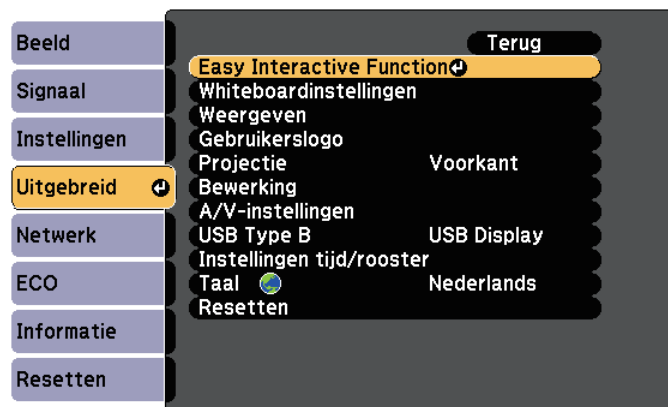 Beeld
Signaal
Instellingen
Uitgebreid
Netwerk
ECO
Informatie
Resetten
Terug
Easy Interactive Function
Whiteboardinstellingen
Weergeven
Gebruikerslogo
Projectie Voorkant
Bewerking
A/V-instellingen
USB Type B USB Display
Instellingen tijd/rooster
Taal Nederlands
Resetten